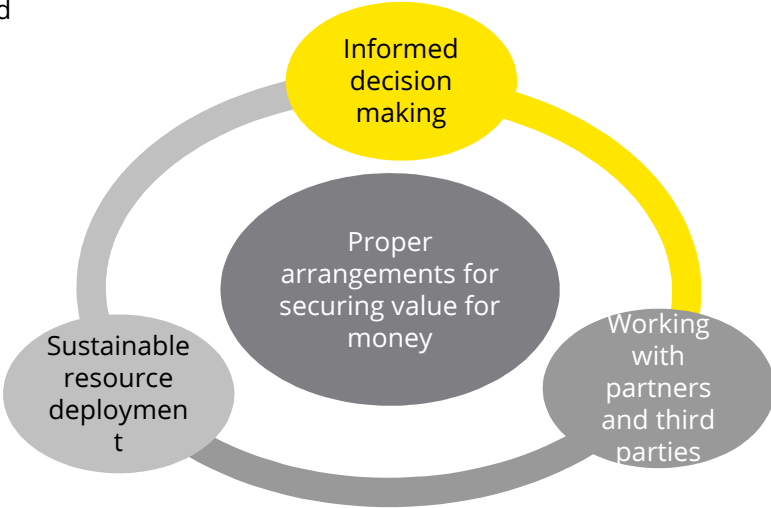 d
Informed
decision
making
Proper
arrangements for
securing value for
money
Sustainable
resource
deploymen
t
Working
with
partners
and third
parties